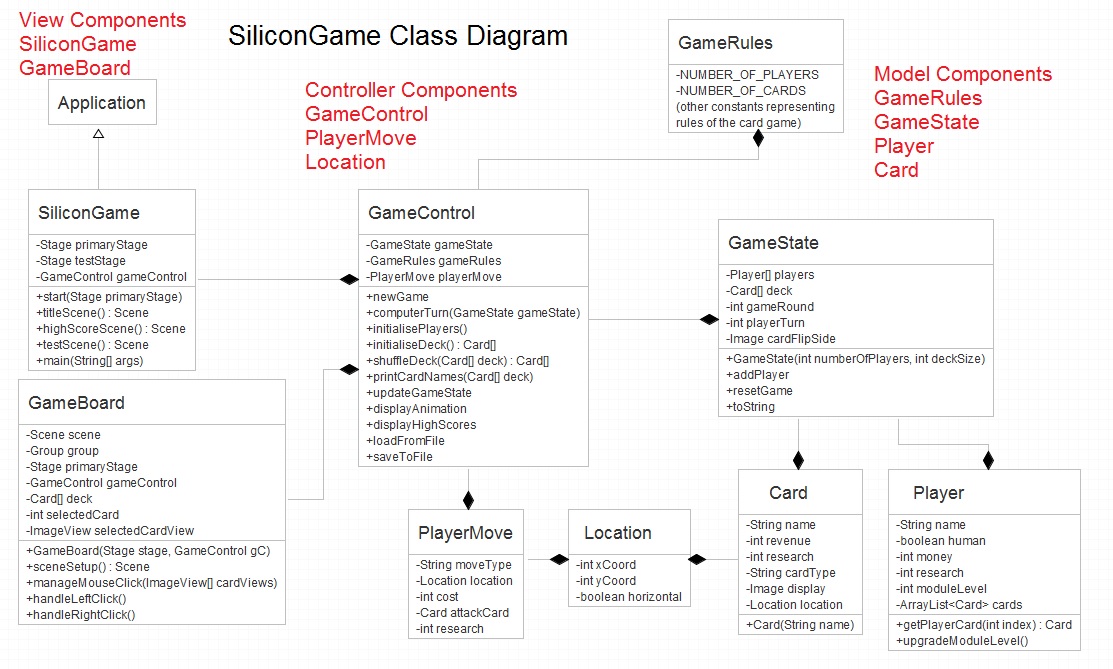 View Components
SiliconGame
GameBoard
SiliconGame Class Diagram
Controller Components
GameControl
PlayerMove
Location
Model Components
GameRules
GameState
Player
Card
Application
GameRules
-NUMBER_OF_PLAYERS
-NUMBER_OF_CARDS
(other constants representing
rules of the card game)
SiliconGame
-Stage primaryStage
-Stage testStage
-GameControl gameControl
+start(Stage primaryStage)
+titleScene() : Scene
+highScoreScene() : Scene
+testScene() : Scene
+main(String[] args)
GameControl
-GameState gameState
-GameRules gameRules
-PlayerMove playerMove
+newGame
+computerTurn(GameState gameState)
+initialisePlayers()
+initialiseDeck() : Card[]
+shuffleDeck(Card[] deck) : Card[]
+printCardNames(Card[] deck)
+updateGameState
+displayAnimation
+displayHighScores
+loadFromFile
+saveToFile
GameState
-Player[] players
-Card[] deck
-int gameRound
-int playerTurn
-Image cardFlipSide
+GameState(int numberOfPlayers, int deckSize)
+addPlayer
+resetGame
+toString
GameBoard
-Scene scene
-Group group
-Stage primaryStage
-GameControl gameControl
-Card[] deck
-int selectedCard
-ImageView selectedCardView
+GameBoard(Stage stage, GameControl gC)
+sceneSetup() : Scene
+manageMouseClick(ImageView[] cardViews)
+handleLeftClick()
+handleRightClick()
PlayerMove
-String moveType
-Location location
-int cost
-Card attackCard
-int research
Location
-int xCoord
-int yCoord
-boolean horizontal
Card
-String name
-int revenue
-int research
-String cardType
-Image display
-Location location
+Card(String name)
Player
-String name
-boolean human
-int money
-int research
-int moduleLevel
-ArrayList<Card> cards
+getPlayerCard(int index) : Card
+upgradeModuleLevel()